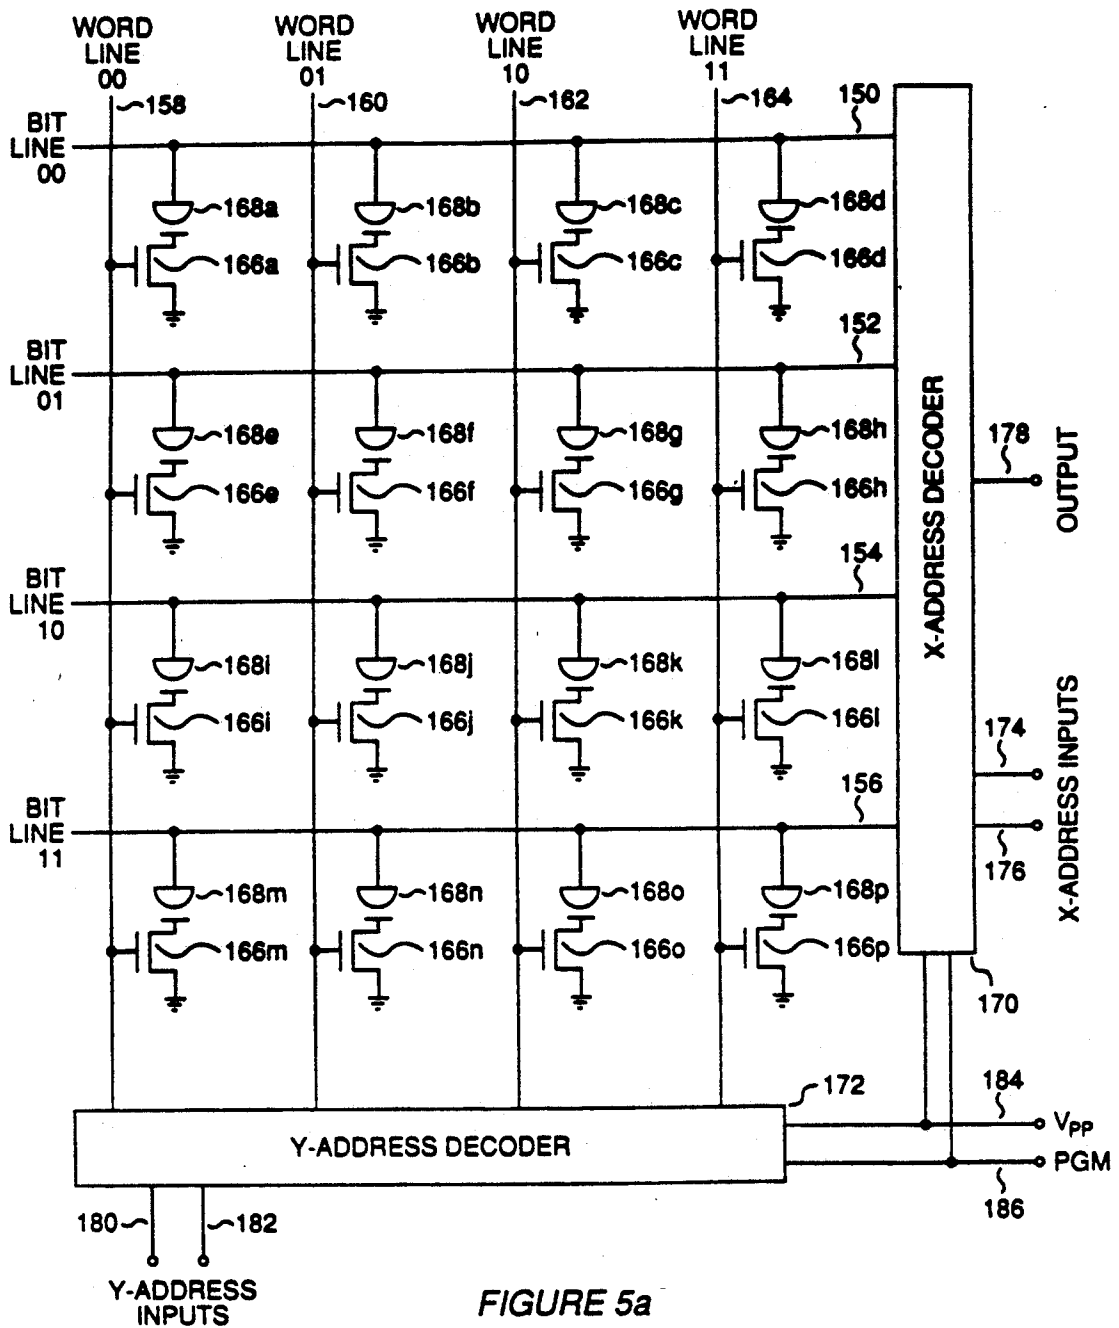 WORD LINE 00
WORD LINE 01
WORD LINE 10
WORD LINE 11
158
160
162
164
150
BIT LINE 00
168a
168b
168c
168d
166a
166b
166c
166d
152
BIT LINE 01
168e
168f
168g
168h
166e
166f
166g
166h
X-ADDRESS DECODER
178
OUTPUT
154
BIT LINE 10
168i
168j
168k
168l
166i
166j
166k
166l
174
X-ADDRESS INPUTS
176
156
BIT LINE 11
168m
168n
168o
168p
166m
166n
166o
166p
170
172
184
VPP
Y-ADDRESS DECODER
PGM
186
180
182
Y-ADDRESS INPUTS
FIGURE 5a